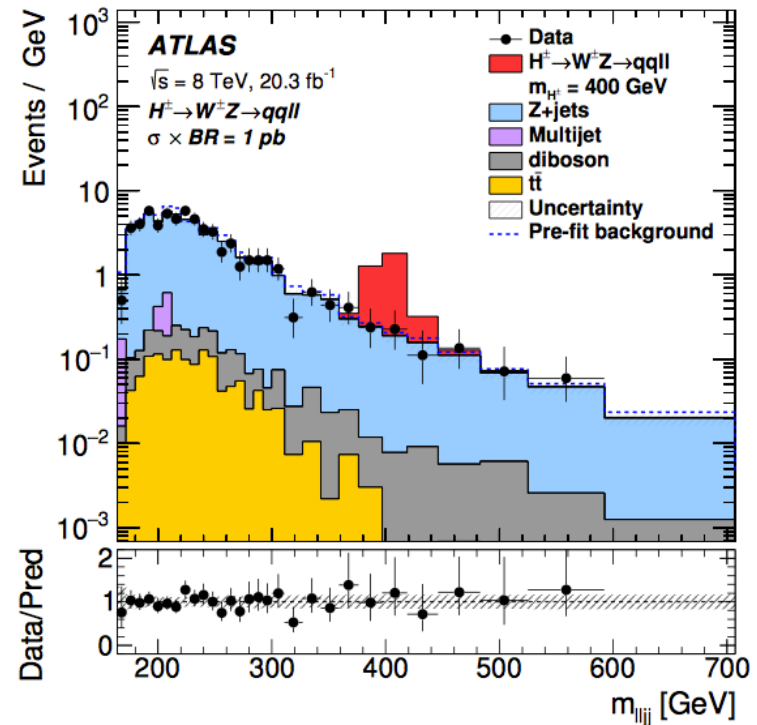 ATLAS
√s = 8 TeV, 20.3 fb⁻¹
H±→W±Z→qqll
σ × BR = 1 pb
Data
H±→W±Z→qqll
mH± = 400 GeV
Z+jets
Multijet
diboson
tt̄
Uncertainty
Pre-fit background
Events / GeV
10³
10²
10
1
10⁻¹
10⁻²
10⁻³
Data/Pred
2
1
0
200 300 400 500 600 700
mlljj [GeV]